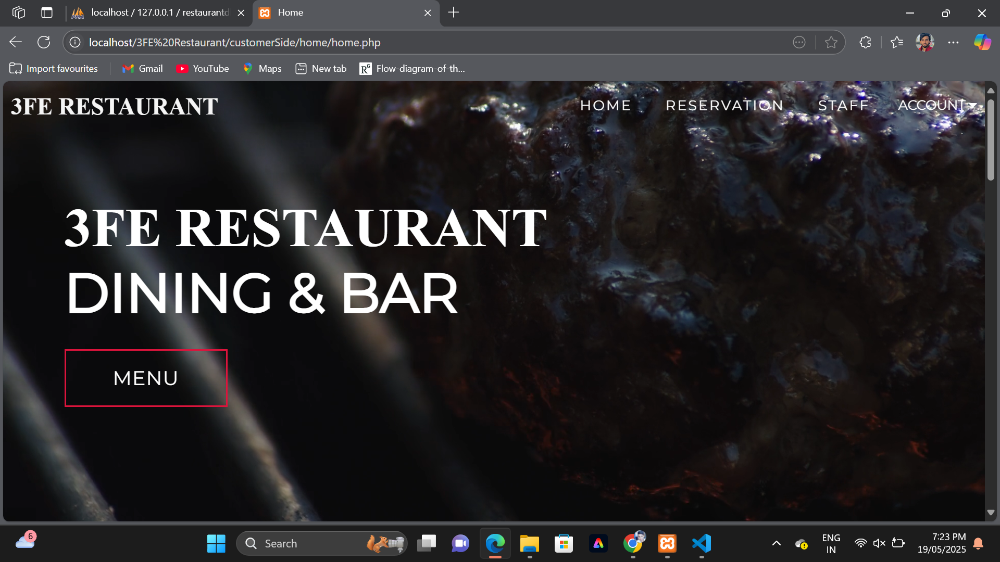 localhost / 127.0.0.1 / restaurantd
Home
localhost/3FE%20Restaurant/customerSide/home/home.php
Import favourites
Gmail
YouTube
Maps
New tab
RG
Flow-diagram-of-th...
3FE RESTAURANT
HOME
RESERVATION
STAFF
ACCOUNT
3FE RESTAURANT
DINING & BAR
MENU
6
Search
ENG
IN
7:23 PM
19/05/2025